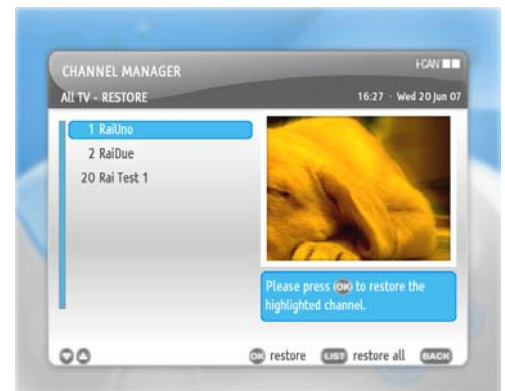 CHANNEL MANAGER
i-CAN
All TV - RESTORE
16:27 - Wed 20 Jun 07
1 RaiUno
2 RaiDue
20 Rai Test 1
Please press OK to restore the
highlighted channel.
OK restore LIST restore all BACK